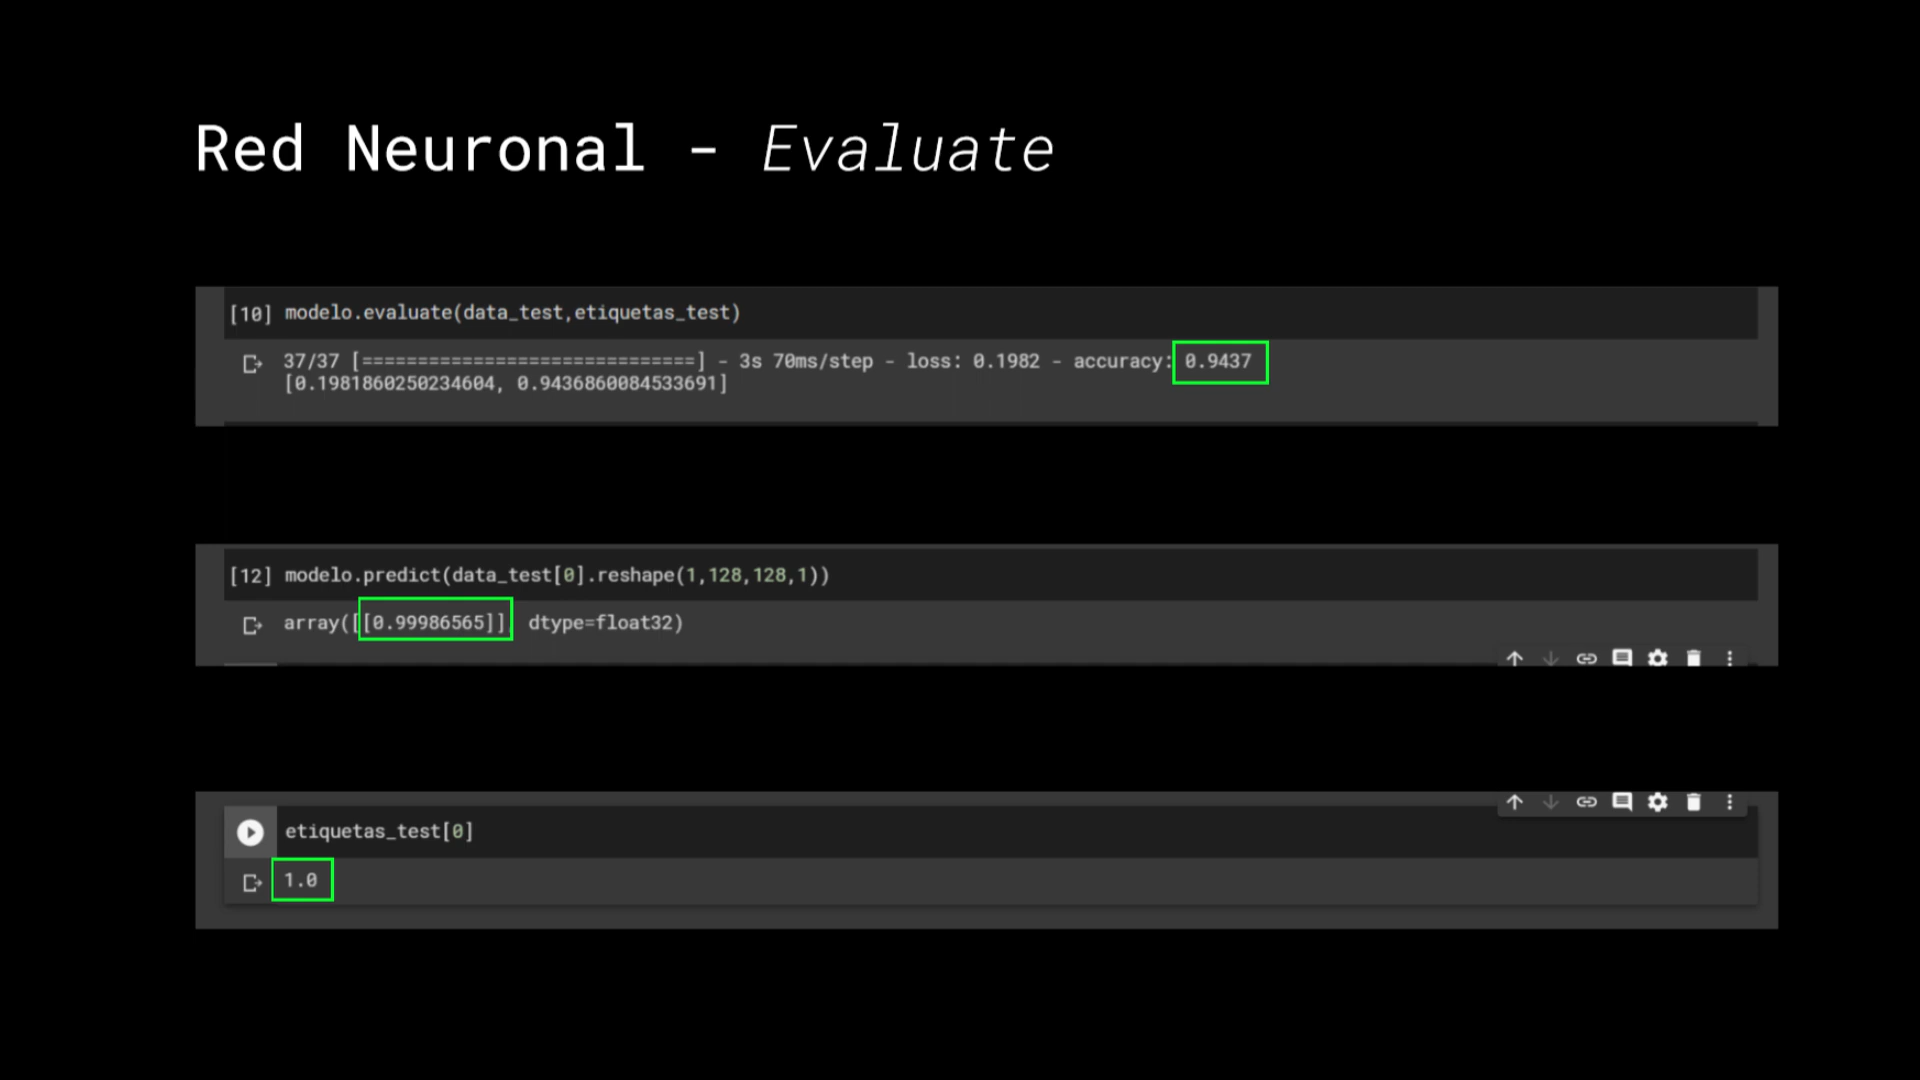 Red Neuronal - Evaluate
[10] modelo.evaluate(data_test,etiquetas_test)
37/37 [==============================] - 3s 70ms/step - loss: 0.1982 - accuracy: 0.9437
[0.1981860250234604, 0.9436860084533691]
[12] modelo.predict(data_test[0].reshape(1,128,128,1))
array([[0.99986565]], dtype=float32)
etiquetas_test[0]
1.0